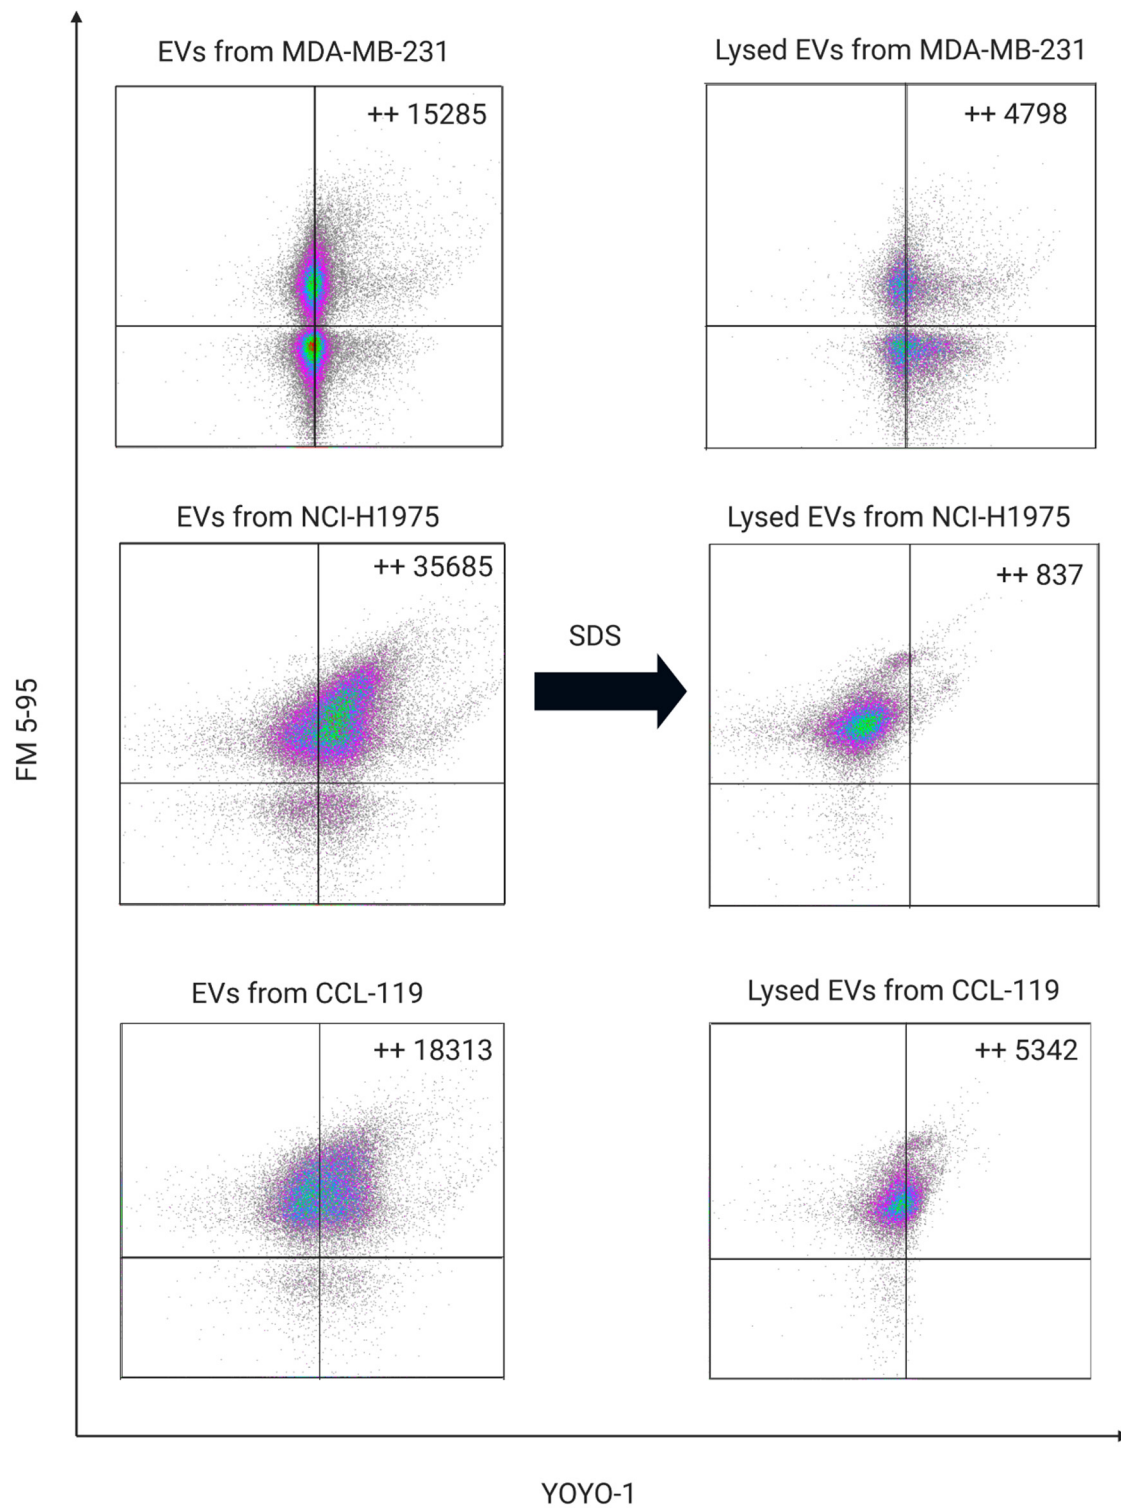 EVs from MDA-MB-231
Lysed EVs from MDA-MB-231
++ 15285
++ 4798
EVs from NCI-H1975
Lysed EVs from NCI-H1975
++ 35685
++ 837
SDS
FM 5-95
EVs from CCL-119
Lysed EVs from CCL-119
++ 18313
++ 5342
YOYO-1